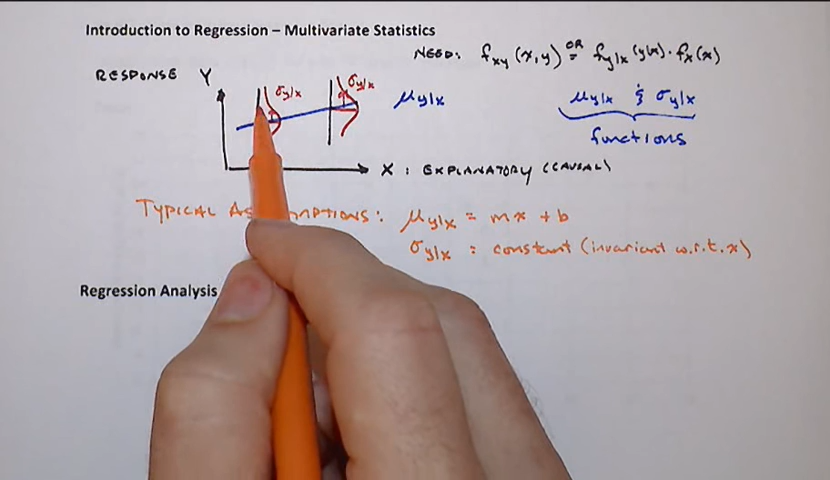 Introduction to Regression – Multivariate Statistics
NEED: f_xy (x,y) OR = f_y|x (y|x) · f_x(x)
RESPONSE Y
σ_y|x
σ_y|x
μ_y|x
μ_y|x & σ_y|x
functions
X : EXPLANATORY (CAUSAL)
TYPICAL : μ_y|x = mx + b
σ_y|x : constant (invariant w.r.t. x)
Regression Analysis